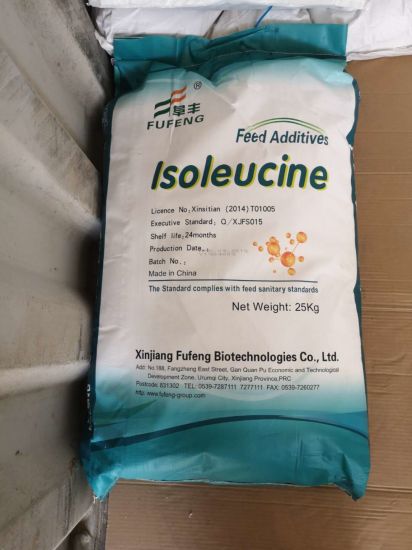 阜丰®
FUFENG
Feed Additives
Isoleucine
Licence No.Xinsitian (2014) T01005
Executive Standard: Q/XJFS015
Shelf life:24months
Production Date.:
Batch No.:
Made in China
The Standard complies with feed sanitary standards
Net Weight: 25Kg
Xinjiang Fufeng Biotechnologies Co., Ltd.
Add: No.188, Fangzheng East Street, Gan Quan Pu Economic and Technological
Development Zone, Urumqi City, Xinjiang Province,PRC
Postcode: 831302 TEL: 0539-7287111 7277111 FAX: 0539-7260277
http: www.fufeng-group.com